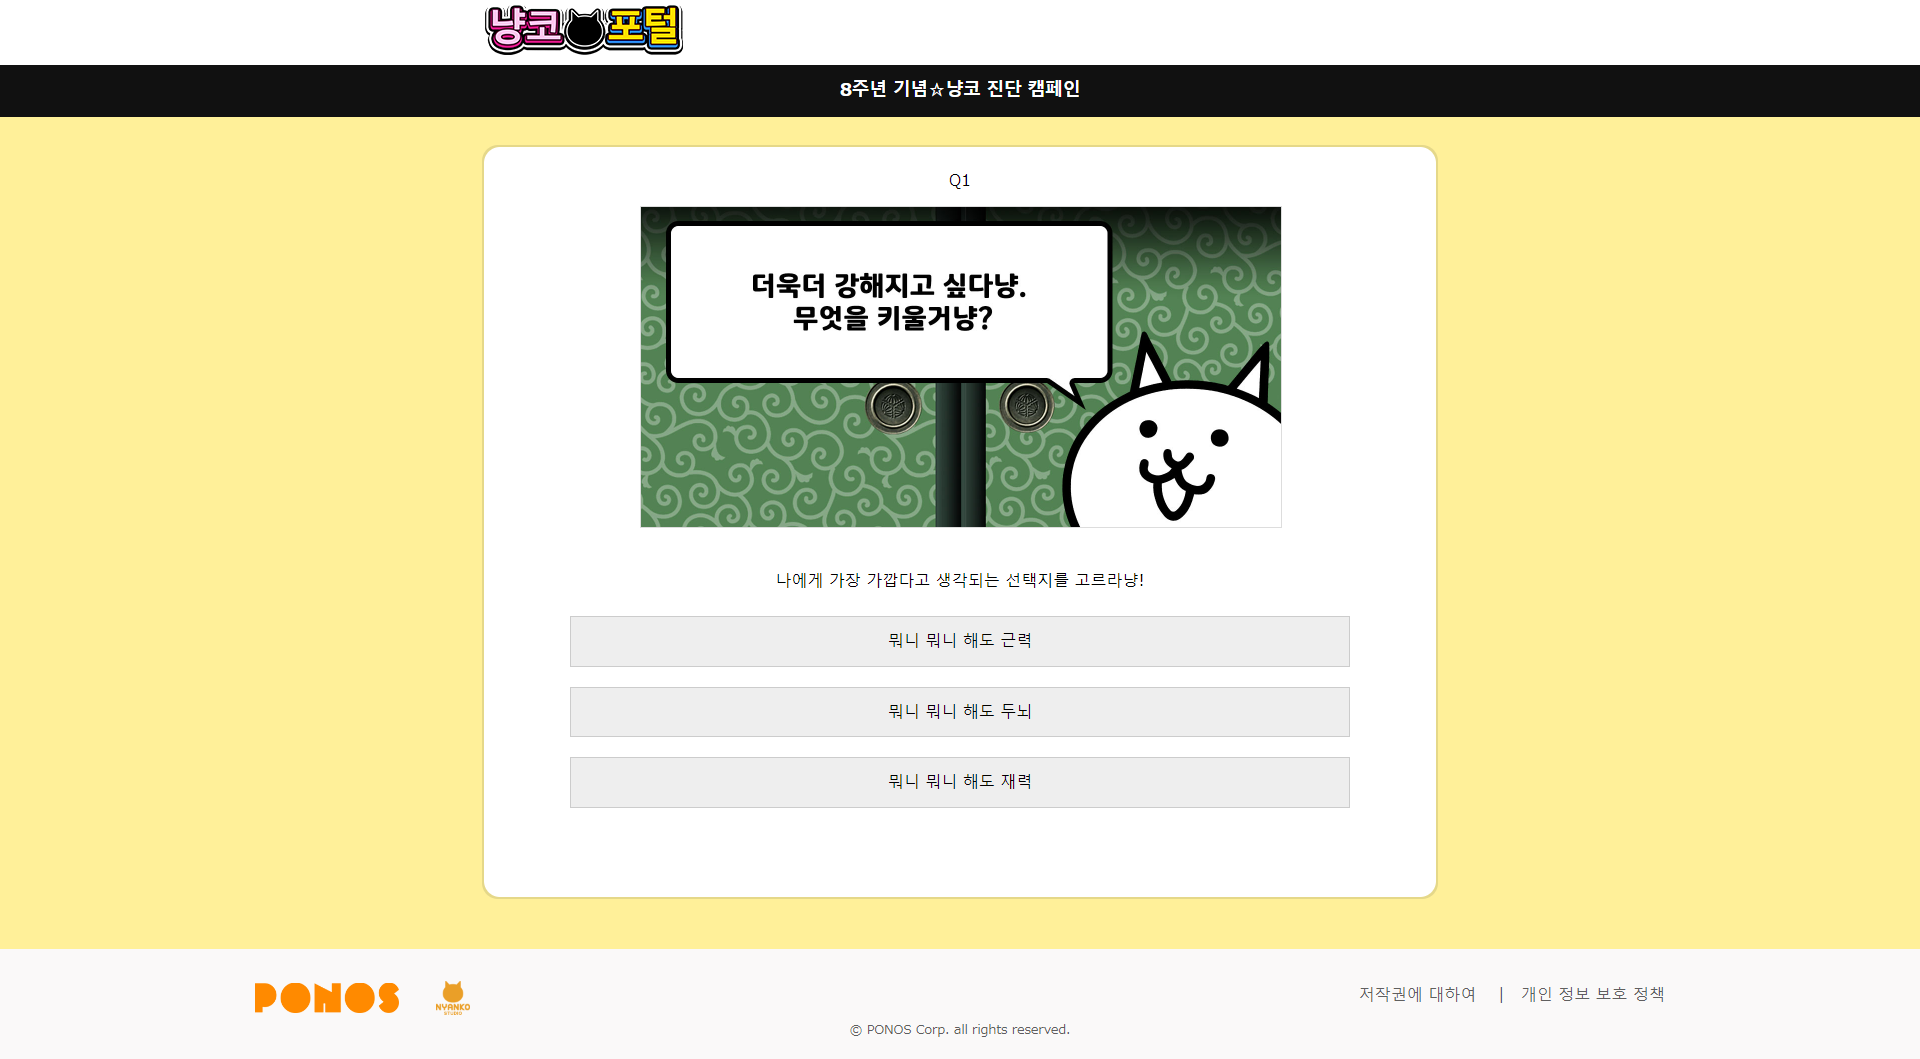 냥코 포털
8주년 기념☆냥코 진단 캠페인
Q1
더욱더 강해지고 싶다냥.
무엇을 키울거냥?
나에게 가장 가깝다고 생각되는 선택지를 고르라냥!
뭐니 뭐니 해도 근력
뭐니 뭐니 해도 두뇌
뭐니 뭐니 해도 재력
PONOS
NYANKO
STUDIO
저작권에 대하여 | 개인 정보 보호 정책
© PONOS Corp. all rights reserved.